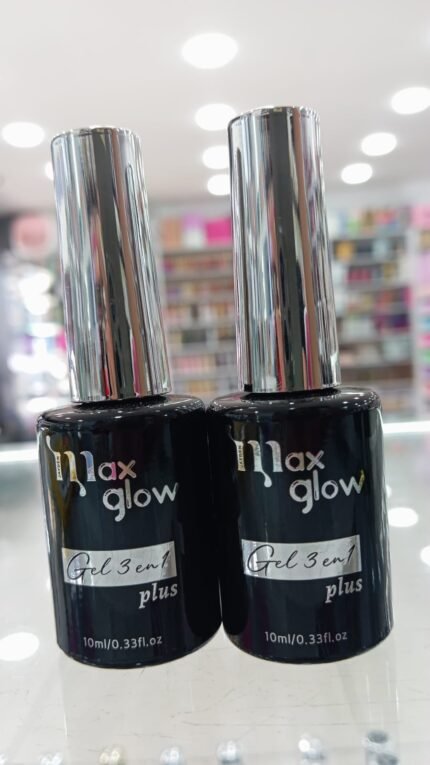 Max
glow
Gel 3 en 1
plus
10ml/0.33fl.oz
Max
glow
Gel 3 en 1
plus
10ml/0.33fl.oz